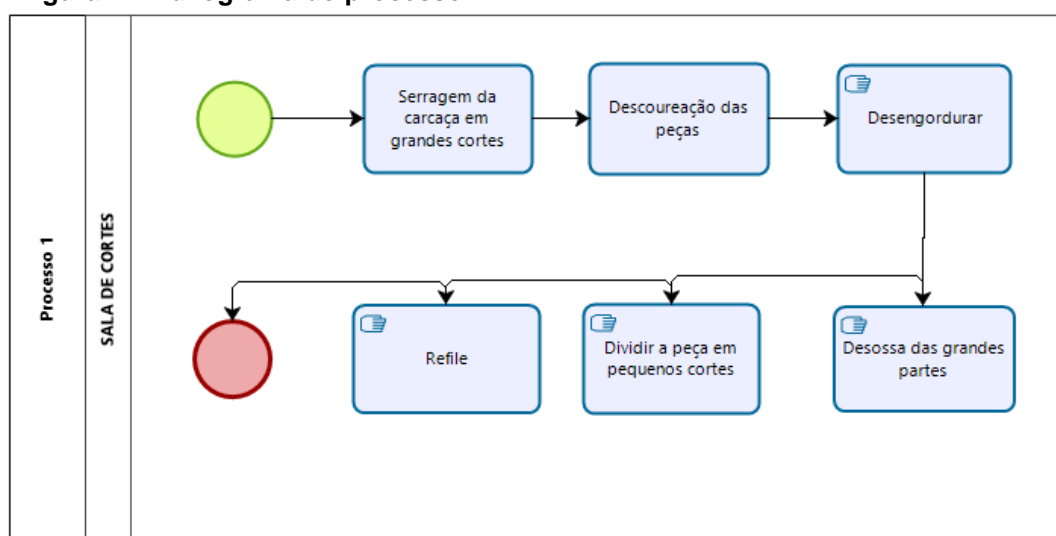 Processo 1
SALA DE CORTES
Serragem da
carcaça em
grandes cortes
Descoureação das
peças
Desengordurar
Refile
Dividir a peça em
pequenos cortes
Desossa das grandes
partes